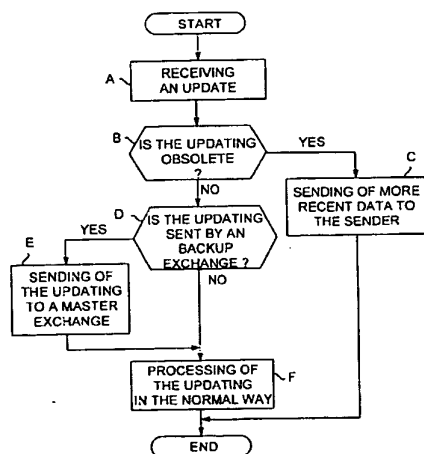 START
A
RECEIVING
AN UPDATE
B
IS THE UPDATING
OBSOLETE
?
YES
NO
C
SENDING OF MORE
RECENT DATA TO
THE SENDER
D
IS THE UPDATING
SENT BY AN
BACKUP
EXCHANGE ?
YES
NO
E
SENDING OF
THE UPDATING
TO A MASTER
EXCHANGE
PROCESSING OF
THE UPDATING
IN THE NORMAL WAY
F
END